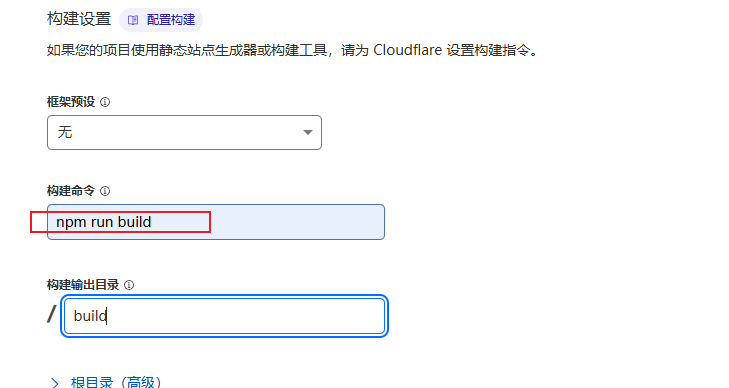 构建设置 配置构建
如果您的项目使用静态站点生成器或构建工具，请为 Cloudflare 设置构建指令。
框架预设
无
构建命令
npm run build
构建输出目录
/ build
根目录（高级）